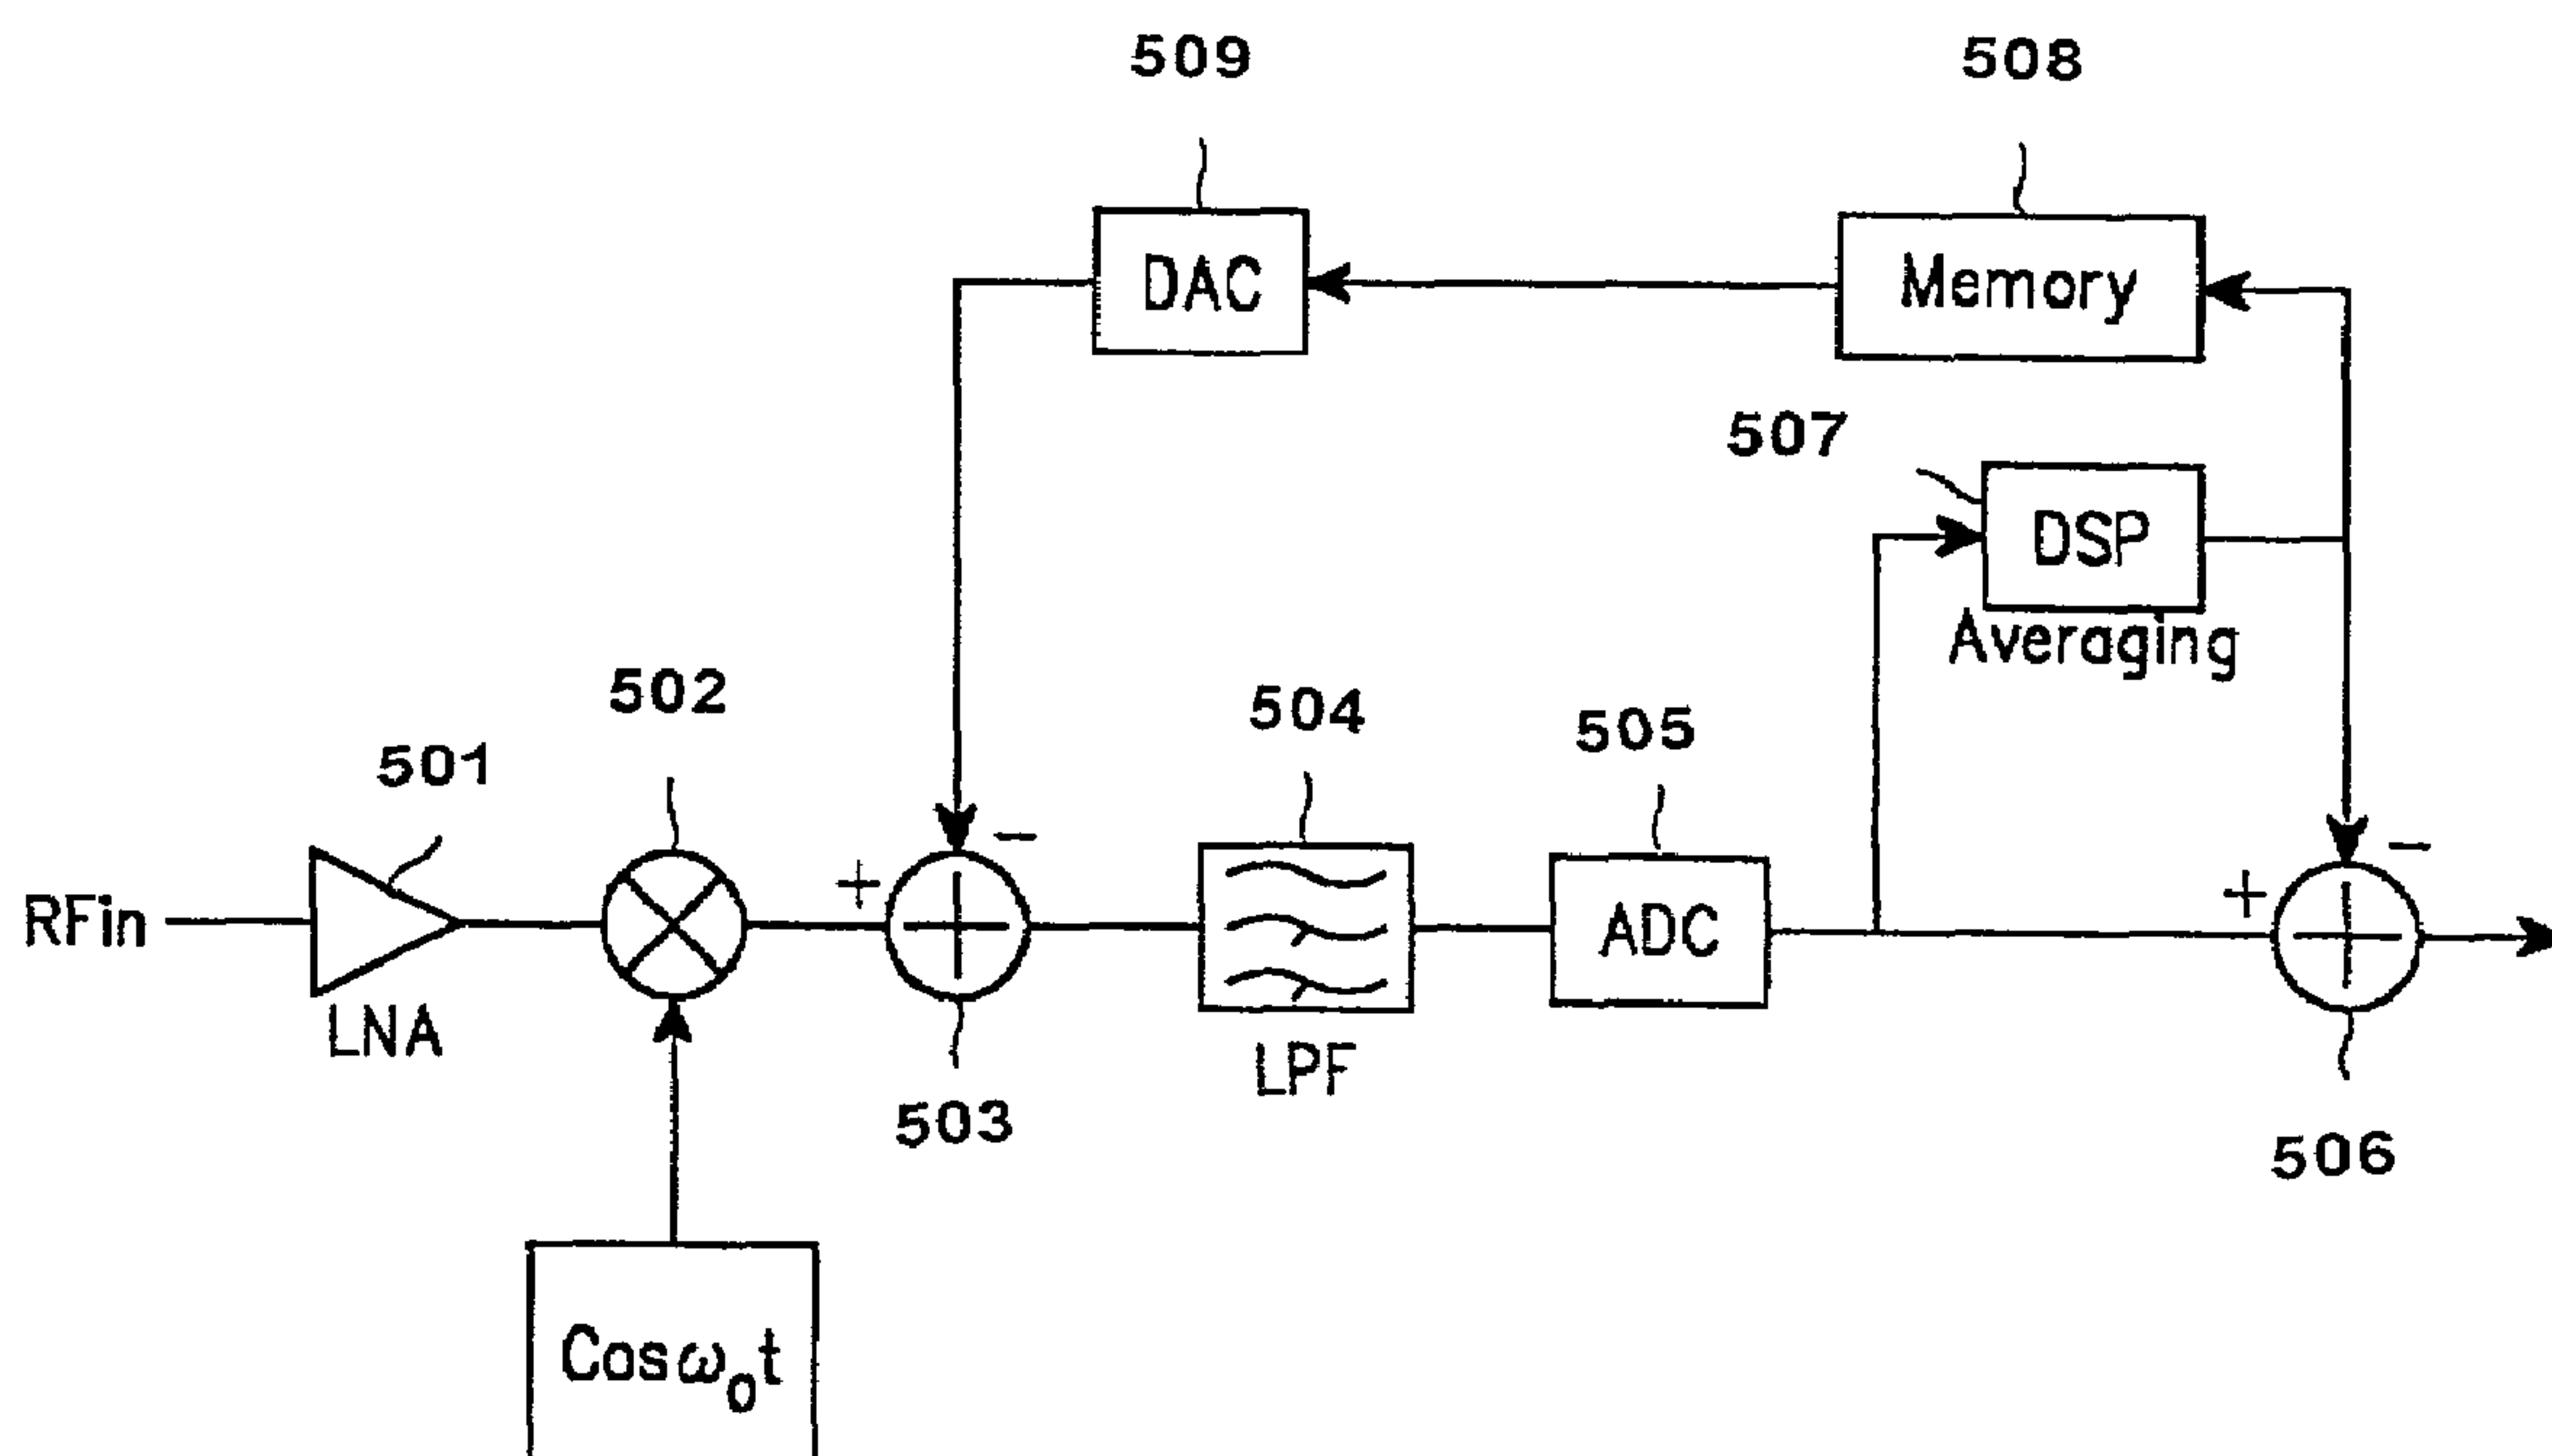 509
508
DAC
Memory
507
DSP
Averaging
502
504
505
501
+
−
+
−
RFin
ADC
LNA
LPF
503
506
Cosω₀t